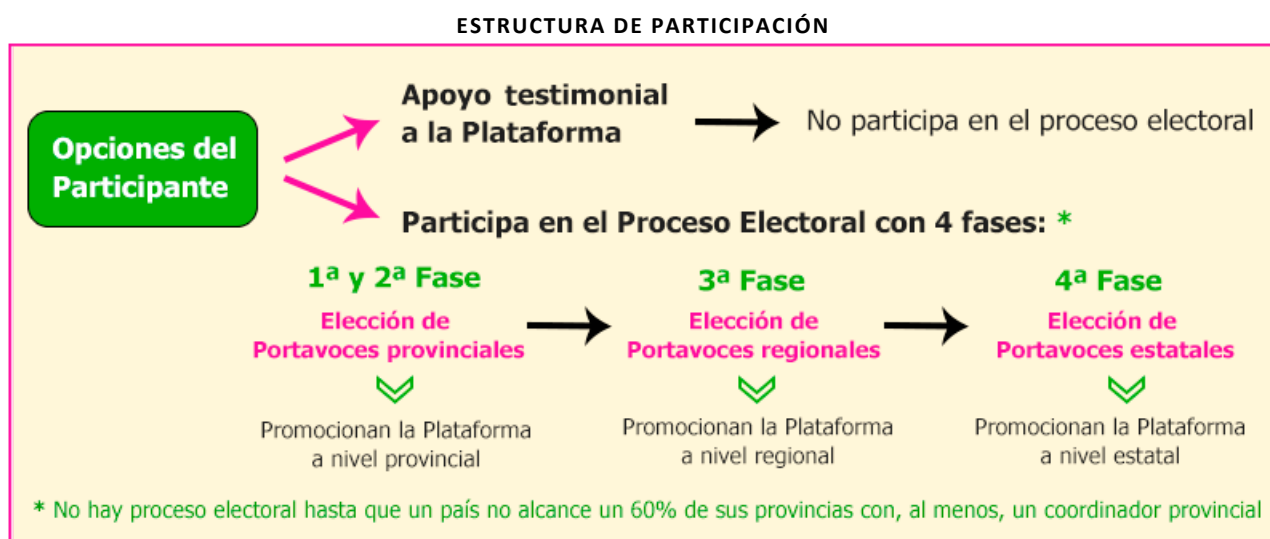 ESTRUCTURA DE PARTICIPACIÓN
Opciones del
Participante
Apoyo testimonial
a la Plataforma
No participa en el proceso electoral
Participa en el Proceso Electoral con 4 fases: *
1ª y 2ª Fase
Elección de
Portavoces provinciales
Promocionan la Plataforma
a nivel provincial
3ª Fase
Elección de
Portavoces regionales
Promocionan la Plataforma
a nivel regional
4ª Fase
Elección de
Portavoces estatales
Promocionan la Plataforma
a nivel estatal
* No hay proceso electoral hasta que un país no alcance un 60% de sus provincias con, al menos, un coordinador provincial